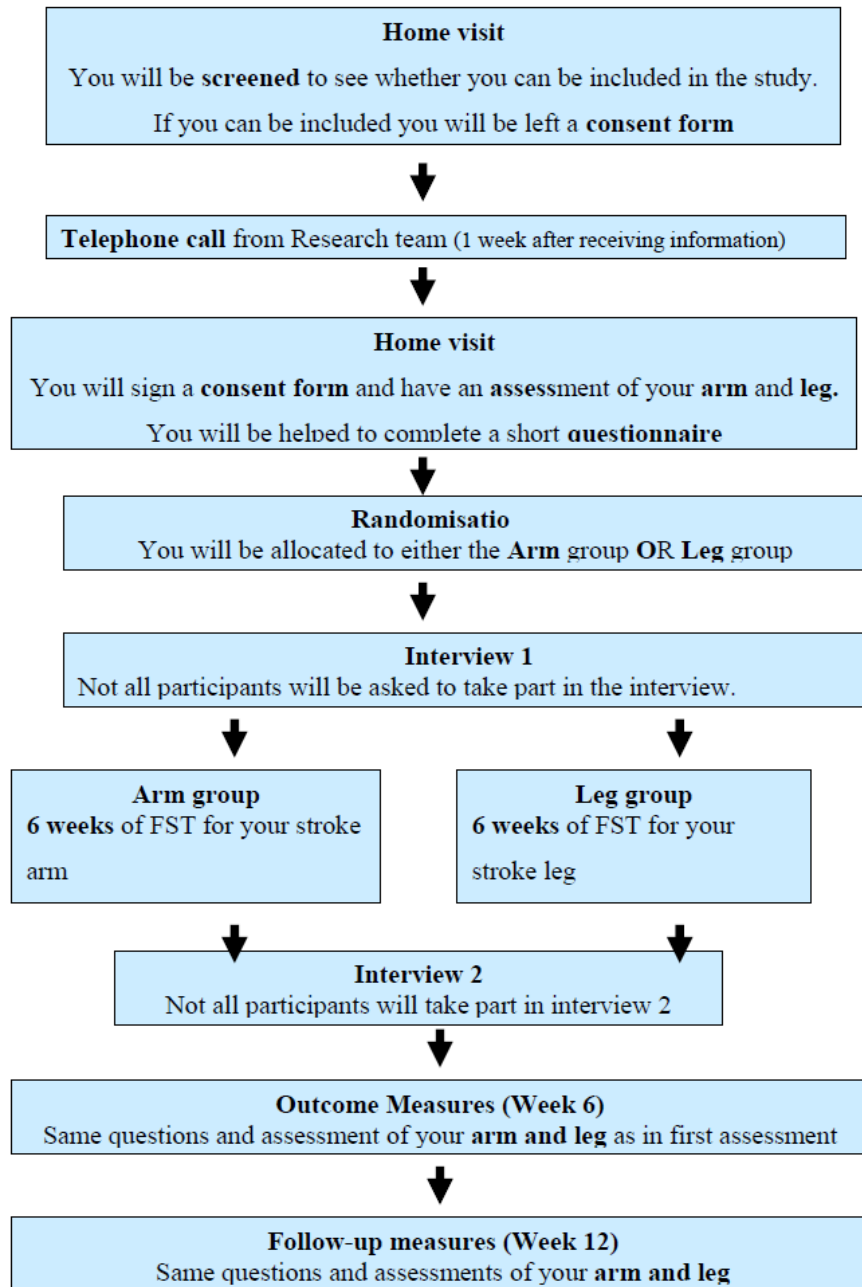 Home visit
You will be screened to see whether you can be included in the study.
If you can be included you will be left a consent form
Telephone call from Research team (1 week after receiving information)
Home visit
You will sign a consent form and have an assessment of your arm and leg.
You will be helped to complete a short questionnaire
Randomisatio
You will be allocated to either the Arm group OR Leg group
Interview 1
Not all participants will be asked to take part in the interview.
Arm group
6 weeks of FST for your stroke
arm
Leg group
6 weeks of FST for your
stroke leg
Interview 2
Not all participants will take part in interview 2
Outcome Measures (Week 6)
Same questions and assessment of your arm and leg as in first assessment
Follow-up measures (Week 12)
Same questions and assessments of your arm and leg